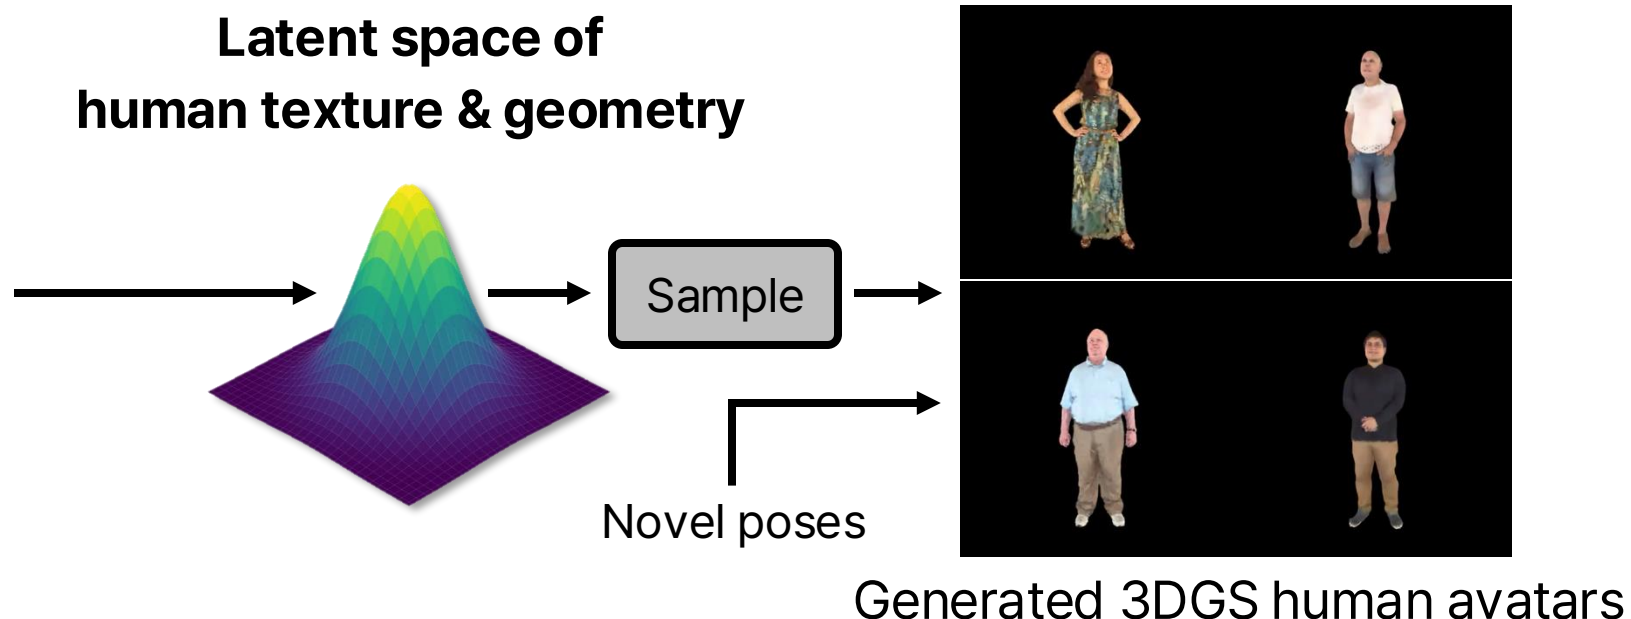 Latent space of
human texture & geometry
Sample
Novel poses
Generated 3DGS human avatars